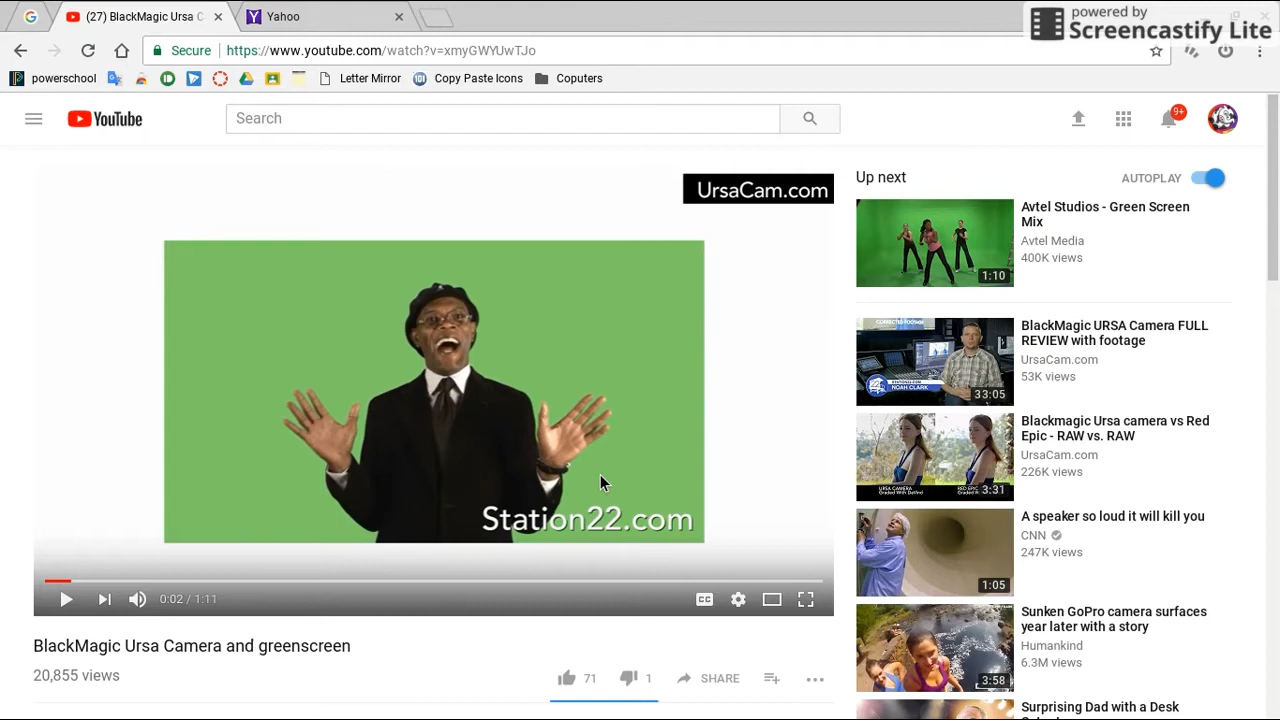 (27) BlackMagic Ursa C
Yahoo
powered by
Screencastify Lite
Secure
https://www.youtube.com/watch?v=xmyGWYUwTJo
powerschool
Letter Mirror
Copy Paste Icons
Coputers
YouTube
Search
9+
UrsaCam.com
Station22.com
0:02 / 1:11
CC
BlackMagic Ursa Camera and greenscreen
20,855 views
71
1
SHARE
Up next
AUTOPLAY
1:10
Avtel Studios - Green Screen
Mix
Avtel Media
400K views
NOAH CLARK
33:05
BlackMagic URSA Camera FULL
REVIEW with footage
UrsaCam.com
53K views
3:31
Blackmagic Ursa camera vs Red
Epic - RAW vs. RAW
UrsaCam.com
226K views
1:05
A speaker so loud it will kill you
CNN
247K views
3:58
Sunken GoPro camera surfaces
year later with a story
Humankind
6.3M views
Surprising Dad with a Desk